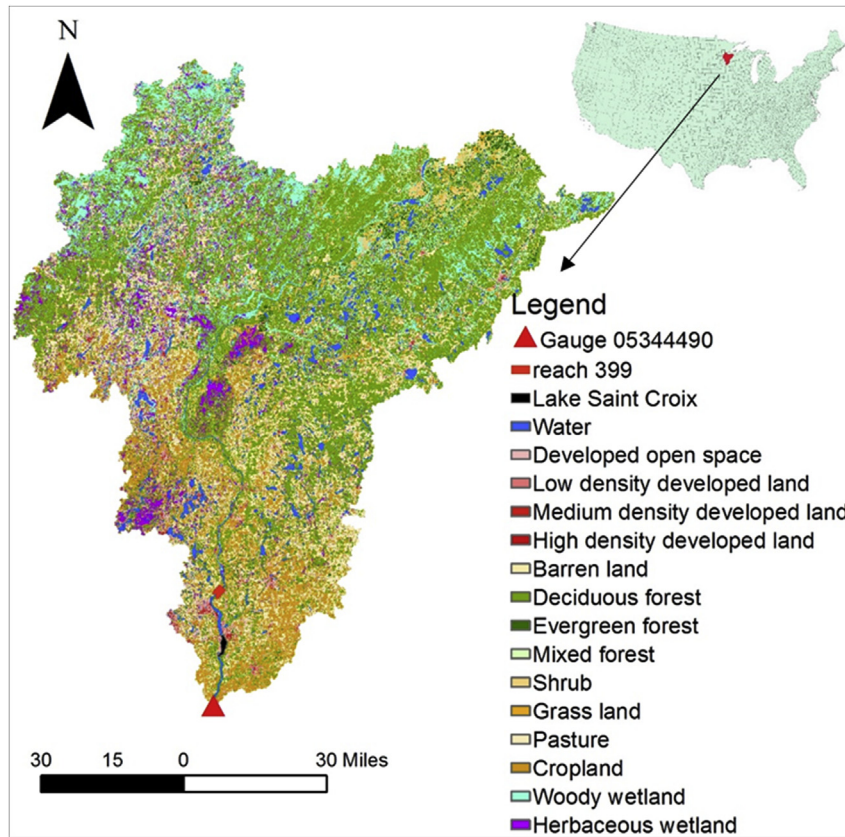 N
Legend
Gauge 05344490
reach 399
Lake Saint Croix
Water
Developed open space
Low density developed land
Medium density developed land
High density developed land
Barren land
Deciduous forest
Evergreen forest
Mixed forest
Shrub
Grass land
Pasture
Cropland
Woody wetland
Herbaceous wetland
30 15 0 30 Miles